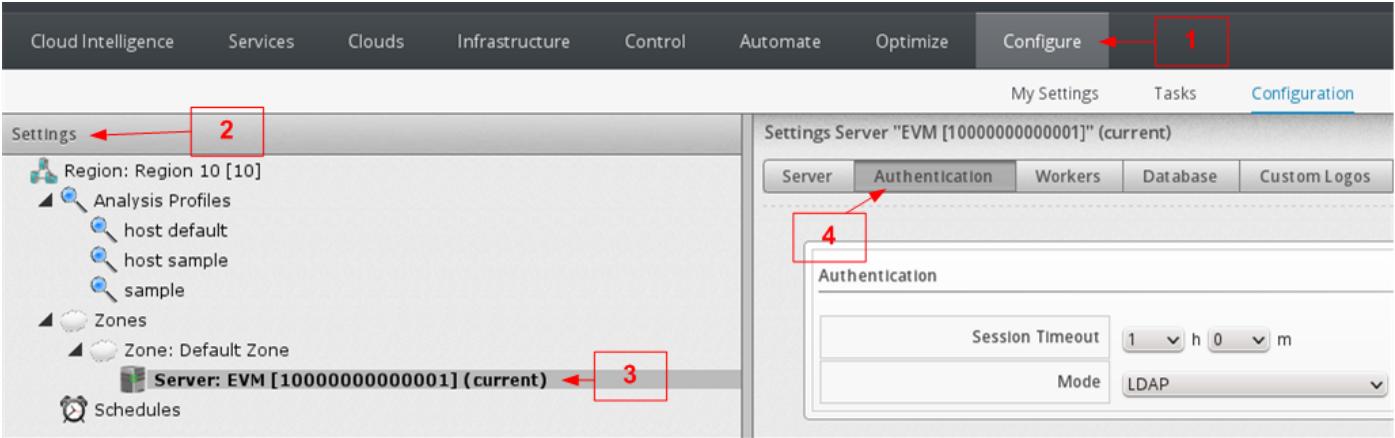 Cloud Intelligence Services Clouds Infrastructure Control Automate Optimize Configure 1
My Settings Tasks Configuration
Settings 2
Region: Region 10 [10]
Analysis Profiles
host default
host sample
sample
Zones
Zone: Default Zone
Server: EVM [10000000000001] (current) 3
Schedules
Settings Server "EVM [10000000000001]" (current)
Server Authentication Workers Database Custom Logos
4
Authentication
Session Timeout 1 h 0 m
Mode LDAP